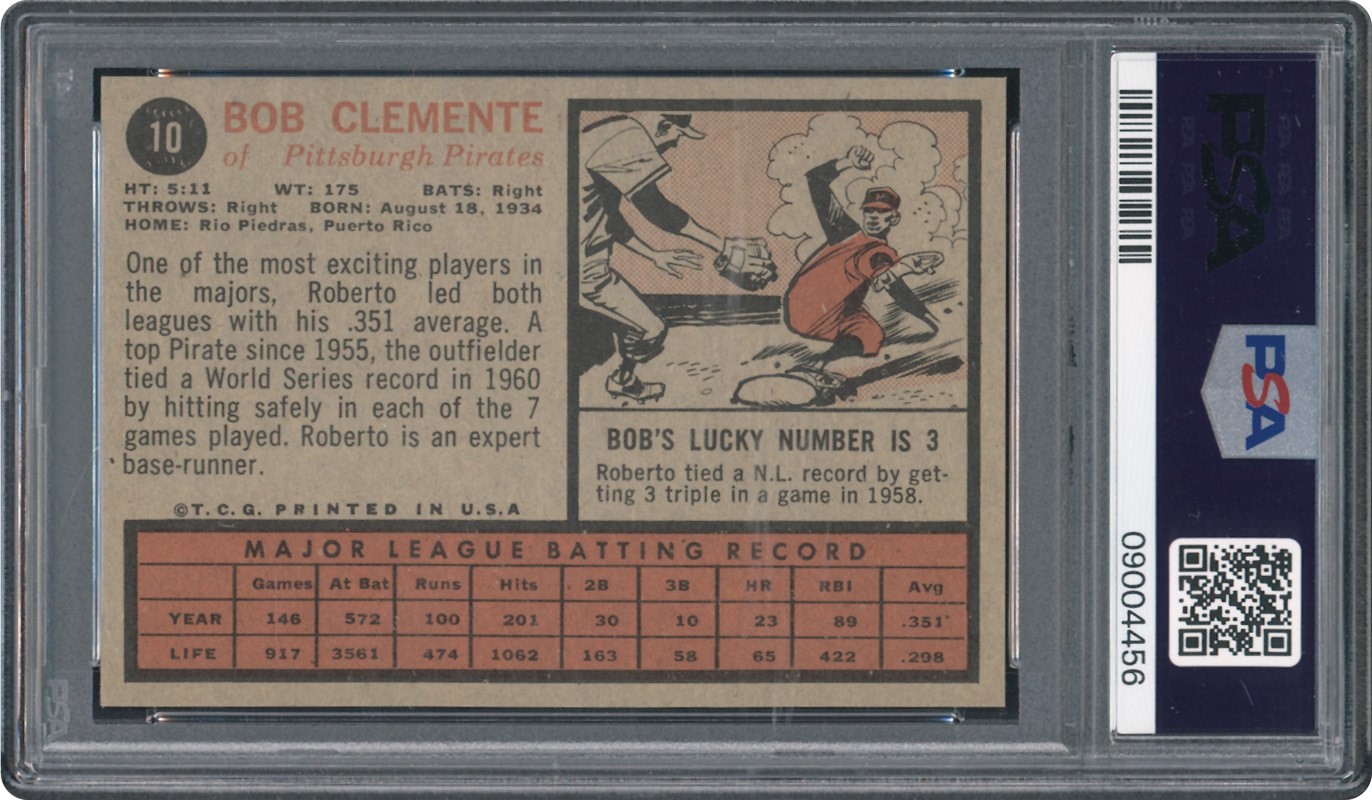 10
BOB CLEMENTE
of Pittsburgh Pirates
HT: 5:11 WT: 175 BATS: Right
THROWS: Right BORN: August 18, 1934
HOME: Rio Piedras, Puerto Rico
One of the most exciting players in
the majors, Roberto led both
leagues with his .351 average. A
top Pirate since 1955, the outfielder
tied a World Series record in 1960
by hitting safely in each of the 7
games played. Roberto is an expert
base-runner.
©T.C.G. PRINTED IN U.S.A
BOB'S LUCKY NUMBER IS 3
Roberto tied a N.L. record by get-
ting 3 triple in a game in 1958.
MAJOR LEAGUE BATTING RECORD
Games At Bat Runs Hits 2B 3B HR RBI Avg
YEAR 146 572 100 201 30 10 23 89 .351
LIFE 917 3561 474 1062 163 58 65 422 .298
PSA
PSA
09004456
PSA